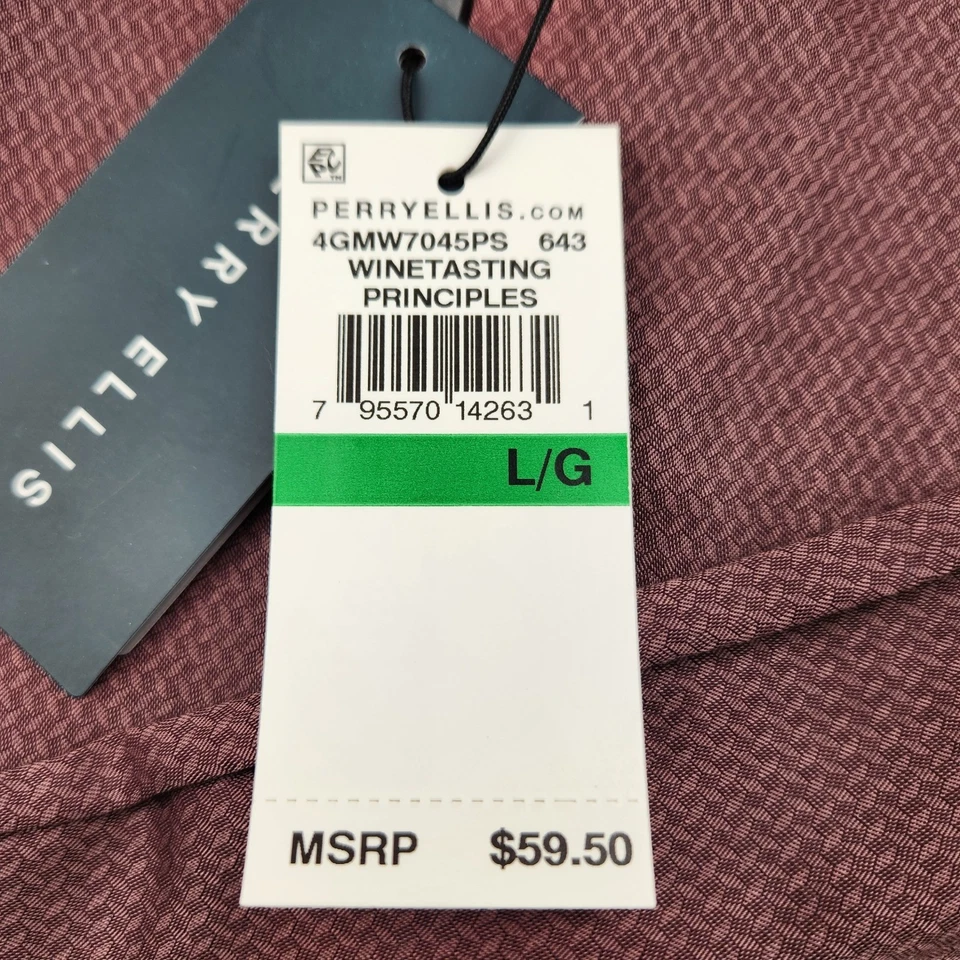 PERRYELLIS.COM
4GMW7045PS 643
WINETASTING
PRINCIPLES
7 95570 14263 1
L/G
MSRP $59.50
RRY ELLIS